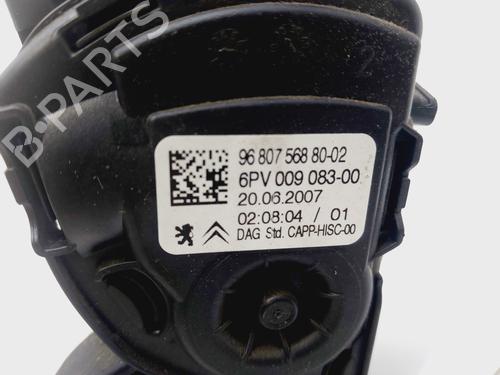 B-PARTS
2
96 807 568 80-02
6PV 009 083-00
20.06.2007
02:08:04 / 01
DAG Std. CAPP-HISC-00